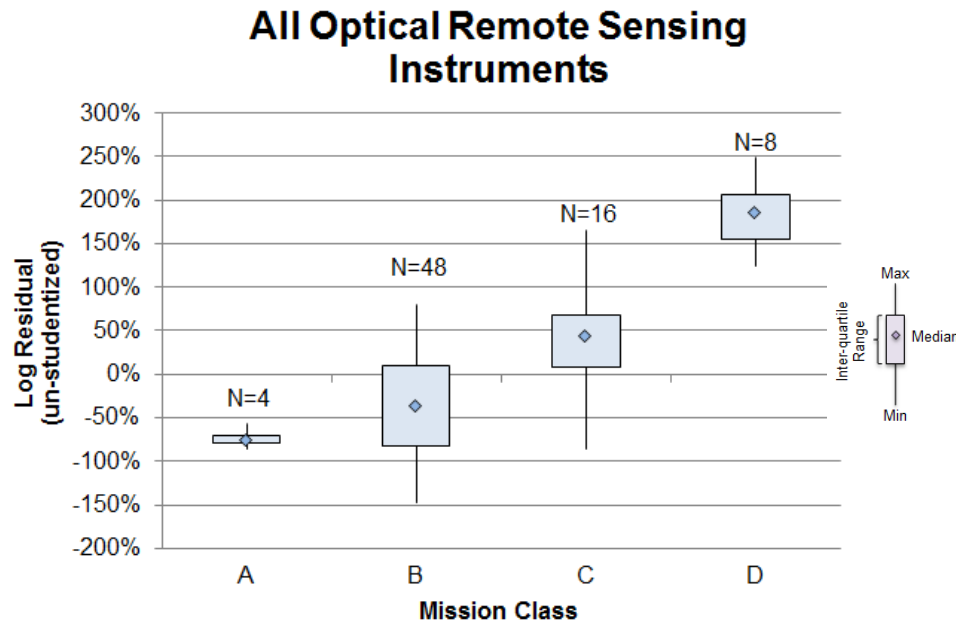 All Optical Remote Sensing
Instruments
300%
250%
200%
150%
100%
50%
0%
-50%
-100%
-150%
-200%
Log Residual
(un-studentized)
N=4
N=48
N=16
N=8
A
B
C
D
Mission Class
Max
Inter-quartile
Range
Median
Min